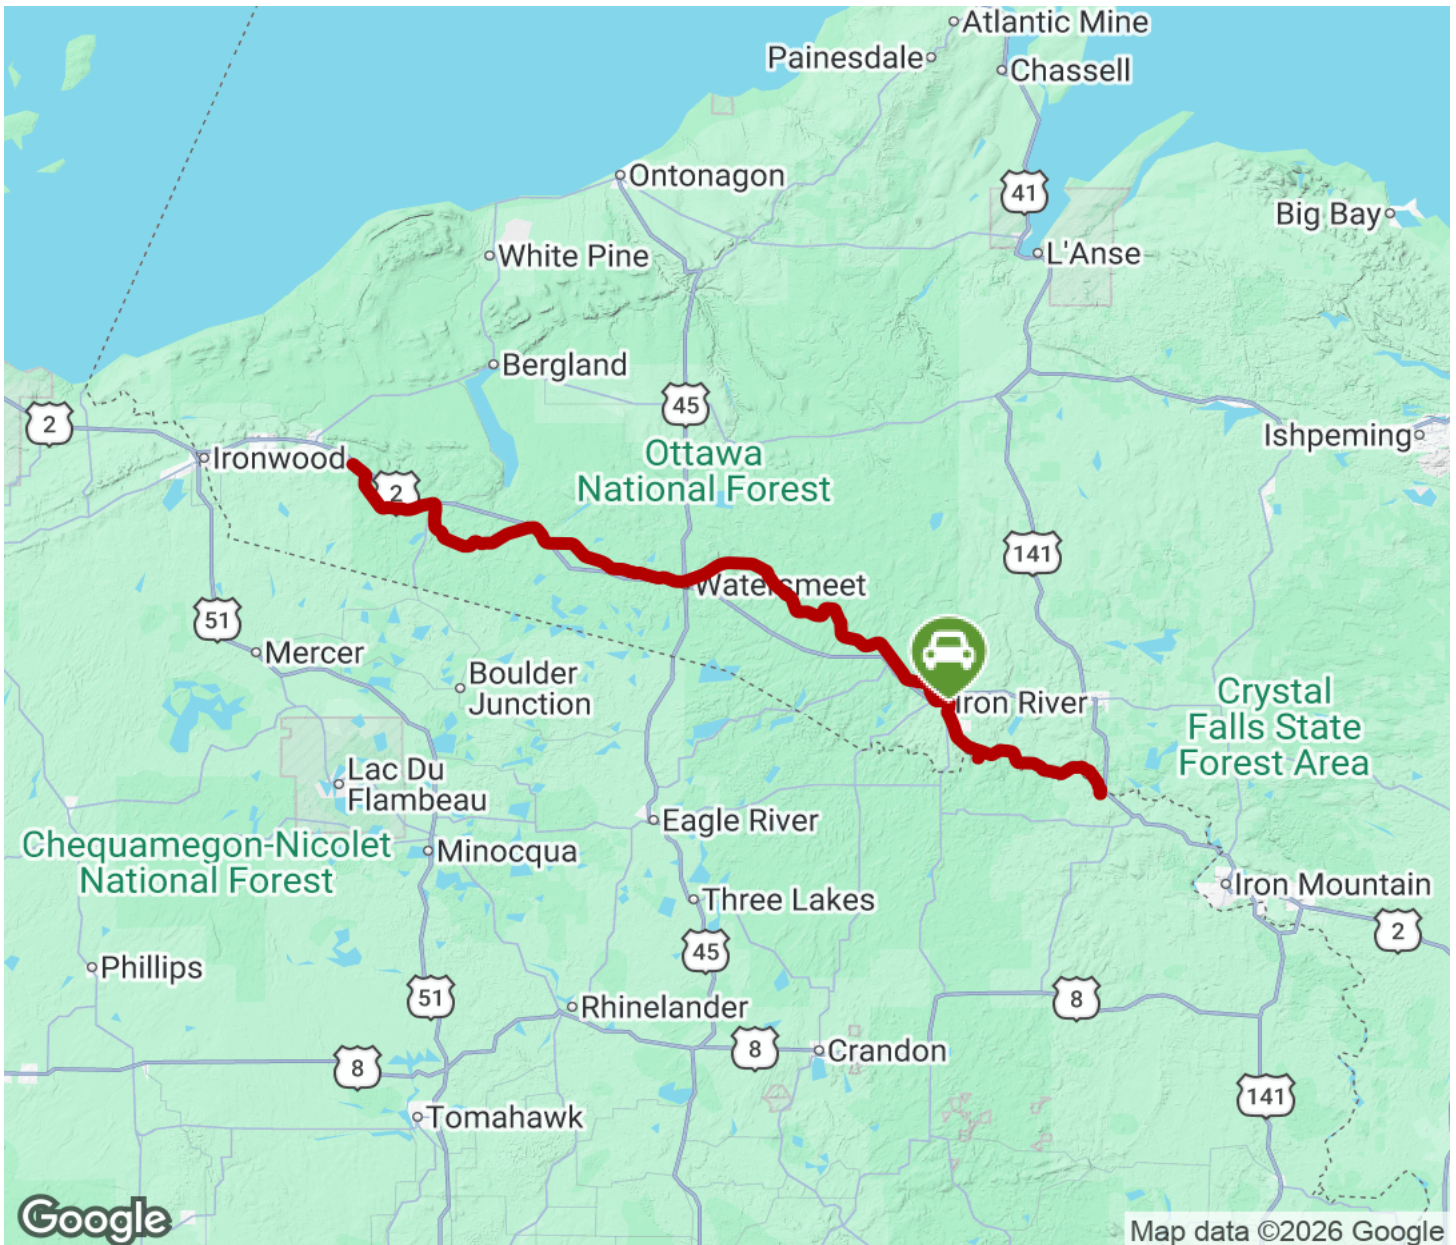 Atlantic Mine
Painesdale
Chassell
Ontonagon
41
Big Bay
White Pine
L'Anse
Bergland
45
2
Ishpeming
Ironwood
Ottawa
National Forest
2
141
Watersmeet
51
Mercer
Boulder
Junction
Iron River
Crystal
Falls State
Forest Area
Lac Du
Flambeau
Eagle River
Chequamegon-Nicolet
National Forest
Minocqua
Iron Mountain
Three Lakes
2
45
Phillips
51
8
Rhinelander
8
Crandon
8
141
Tomahawk
Google
Map data ©2026 Google